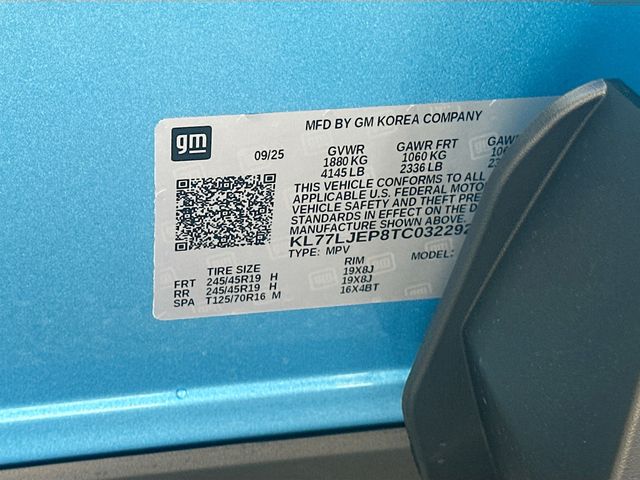 MFD BY GM KOREA COMPANY
gm
09/25
GVWR GAWR FRT
1880 KG 1060 KG
4145 LB 2336 LB
THIS VEHICLE CONFORMS TO ALL
APPLICABLE U.S. FEDERAL MOTO
VEHICLE SAFETY AND THEFT PRE
STANDARDS IN EFFECT ON THE D
MANUFACTURE SHOWN ABOVE.
KL77LJEP8TC032292
TYPE: MPV MODEL:
TIRE SIZE RIM
FRT 245/45R19 H 19X8J
RR 245/45R19 H 19X8J
SPA T125/70R16 M 16X4BT